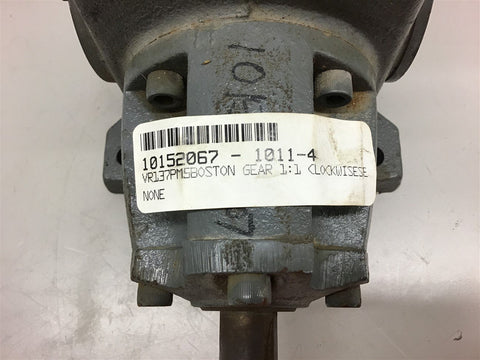 10152067 - 1011-4
VR137PM5BOSTON GEAR 1:1 CLOCKWISESE
NONE